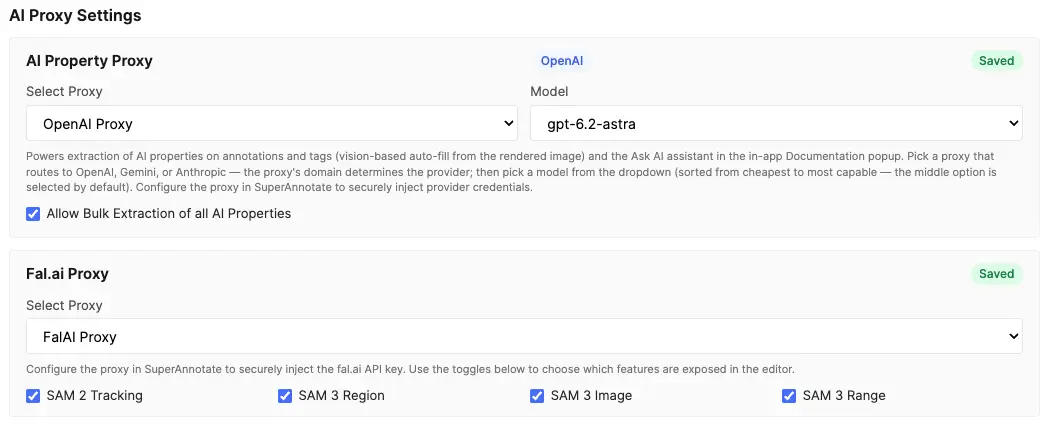 AI Proxy Settings
AI Property Proxy
OpenAI
Saved
Select Proxy
Model
OpenAI Proxy
gpt-6.2-astra
Powers extraction of AI properties on annotations and tags (vision-based auto-fill from the rendered image) and the Ask AI assistant in the in-app Documentation popup. Pick a proxy that
routes to OpenAI, Gemini, or Anthropic — the proxy's domain determines the provider; then pick a model from the dropdown (sorted from cheapest to most capable — the middle option is
selected by default). Configure the proxy in SuperAnnotate to securely inject provider credentials.
Allow Bulk Extraction of all AI Properties
Fal.ai Proxy
Saved
Select Proxy
FalAI Proxy
Configure the proxy in SuperAnnotate to securely inject the fal.ai API key. Use the toggles below to choose which features are exposed in the editor.
SAM 2 Tracking
SAM 3 Region
SAM 3 Image
SAM 3 Range